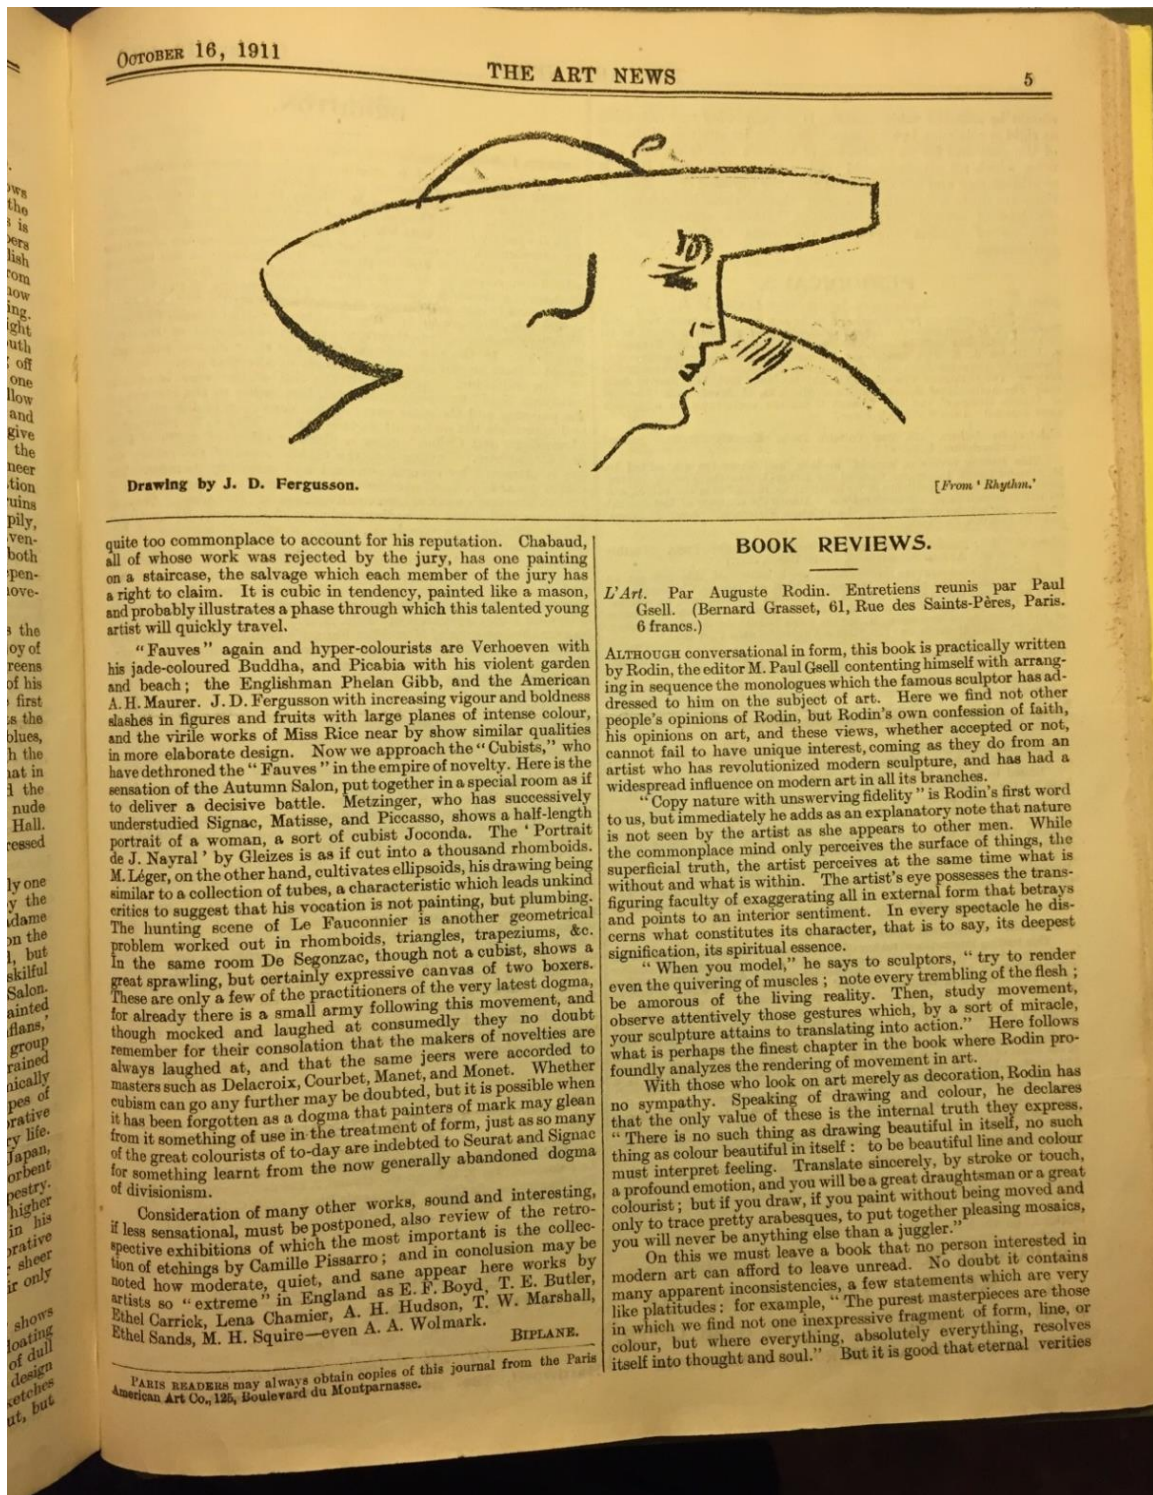 OCTOBER 16, 1911
THE ART NEWS
5
Drawing by J. D. Fergusson.
[From ' Rhythm.'
quite too commonplace to account for his reputation. Chabaud,
all of whose work was rejected by the jury, has one painting
on a staircase, the salvage which each member of the jury has
a right to claim. It is cubic in tendency, painted like a mason,
and probably illustrates a phase through which this talented young
artist will quickly travel.
"Fauves" again and hyper-colourists are Verhoeven with
his jade-coloured Buddha, and Picabia with his violent garden
and beach; the Englishman Phelan Gibb, and the American
A. H. Maurer. J. D. Fergusson with increasing vigour and boldness
slashes in figures and fruits with large planes of intense colour,
and the virile works of Miss Rice near by show similar qualities
in more elaborate design. Now we approach the "Cubists," who
have dethroned the "Fauves" in the empire of novelty. Here is the
sensation of the Autumn Salon, put together in a special room as if
to deliver a decisive battle. Metzinger, who has successively
understudied Signac, Matisse, and Piccasso, shows a half-length
portrait of a woman, a sort of cubist Joconda. The ' Portrait
de J. Nayral ' by Gleizes is as if cut into a thousand rhomboids.
M. Léger, on the other hand, cultivates ellipsoids, his drawing being
similar to a collection of tubes, a characteristic which leads unkind
critics to suggest that his vocation is not painting, but plumbing.
The hunting scene of Le Fauconnier is another geometrical
problem worked out in rhomboids, triangles, trapeziums, &c.
In the same room De Segonzac, though not a cubist, shows a
great sprawling, but certainly expressive canvas of two boxers.
These are only a few of the practitioners of the very latest dogma,
for already there is a small army following this movement, and
though mocked and laughed at consumedly they no doubt
remember for their consolation that the makers of novelties are
always laughed at, and that the same jeers were accorded to
masters such as Delacroix, Courbet, Manet, and Monet. Whether
cubism can go any further may be doubted, but it is possible when
it has been forgotten as a dogma that painters of mark may glean
from it something of use in the treatment of form, just as so many
of the great colourists of to-day are indebted to Seurat and Signac
for something learnt from the now generally abandoned dogma
of divisionism.
Consideration of many other works, sound and interesting,
if less sensational, must be postponed, also review of the retro-
spective exhibitions of which the most important is the collec-
tion of etchings by Camille Pissarro; and in conclusion may be
noted how moderate, quiet, and sane appear here works by
artists so "extreme" in England as E. F. Boyd, T. E. Butler,
Ethel Carrick, Lena Chamier, A. H. Hudson, T. W. Marshall,
Ethel Sands, M. H. Squire—even A. A. Wolmark.
BIPLANE.
PARIS READERS may always obtain copies of this journal from the Paris
American Art Co., 125, Boulevard du Montparnasse.
BOOK REVIEWS.
L'Art. Par Auguste Rodin. Entretiens reunis par Paul
Gsell. (Bernard Grasset, 61, Rue des Saints-Pères, Paris.
6 francs.)
ALTHOUGH conversational in form, this book is practically written
by Rodin, the editor M. Paul Gsell contenting himself with arrang-
ing in sequence the monologues which the famous sculptor has ad-
dressed to him on the subject of art. Here we find not other
people's opinions of Rodin, but Rodin's own confession of faith,
his opinions on art, and these views, whether accepted or not,
cannot fail to have unique interest, coming as they do from an
artist who has revolutionized modern sculpture, and has had a
widespread influence on modern art in all its branches.
"Copy nature with unswerving fidelity" is Rodin's first word
to us, but immediately he adds as an explanatory note that nature
is not seen by the artist as she appears to other men. While
the commonplace mind only perceives the surface of things, the
superficial truth, the artist perceives at the same time what is
without and what is within. The artist's eye possesses the trans-
figuring faculty of exaggerating all in external form that betrays
and points to an interior sentiment. In every spectacle he dis-
cerns what constitutes its character, that is to say, its deepest
signification, its spiritual essence.
"When you model," he says to sculptors, "try to render
even the quivering of muscles; note every trembling of the flesh;
be amorous of the living reality. Then, study movement,
observe attentively those gestures which, by a sort of miracle,
your sculpture attains to translating into action." Here follows
what is perhaps the finest chapter in the book where Rodin pro-
foundly analyzes the rendering of movement in art.
With those who look on art merely as decoration, Rodin has
no sympathy. Speaking of drawing and colour, he declares
that the only value of these is the internal truth they express.
"There is no such thing as drawing beautiful in itself, no such
thing as colour beautiful in itself: to be beautiful line and colour
must interpret feeling. Translate sincerely, by stroke or touch,
a profound emotion, and you will be a great draughtsman or a great
colourist; but if you draw, if you paint without being moved and
only to trace pretty arabesques, to put together pleasing mosaics,
you will never be anything else than a juggler."
On this we must leave a book that no person interested in
modern art can afford to leave unread. No doubt it contains
many apparent inconsistencies, a few statements which are very
like platitudes: for example, "The purest masterpieces are those
in which we find not one inexpressive fragment of form, line, or
colour, but where everything, absolutely everything, resolves
itself into thought and soul." But it is good that eternal verities